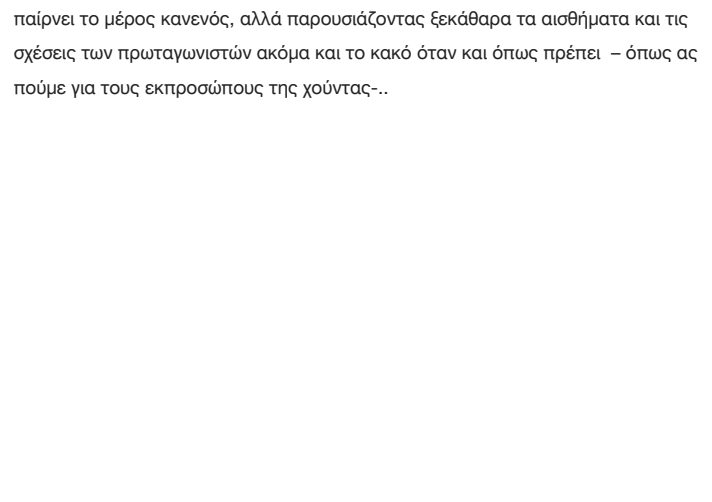 παίρνει το μέρος κανενός, αλλά παρουσιάζοντας ξεκάθαρα τα αισθήματα και τις
σχέσεις των πρωταγωνιστών ακόμα και το κακό όταν και όπως πρέπει – όπως ας
πούμε για τους εκπροσώπους της χούντας-..